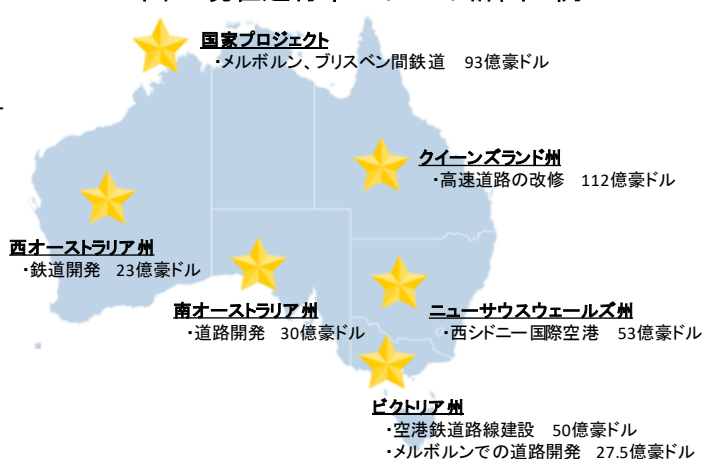 国家プロジェクト
・メルボルン、ブリスベン間鉄道　93億豪ドル
クイーンズランド州
・高速道路の改修　112億豪ドル
西オーストラリア州
・鉄道開発　23億豪ドル
南オーストラリア州
・道路開発　30億豪ドル
ニューサウスウェールズ州
・西シドニー国際空港　53億豪ドル
ビクトリア州
・空港鉄道路線建設　50億豪ドル
・メルボルンでの道路開発　27.5億豪ドル